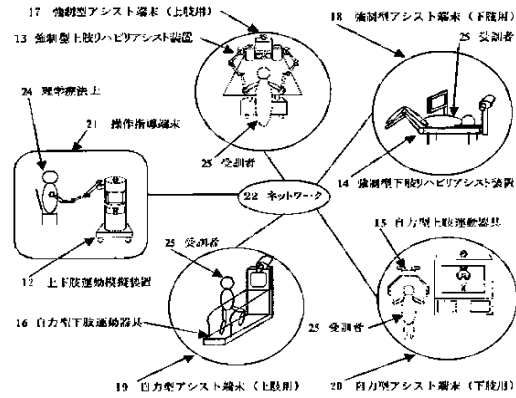 17 強制型アシスト端末（上肢用）
13 強制型上肢リハビリアシスト装置
18 強制型アシスト端末（下肢用）
25 受訓者
24 理学療法士
21 操作指導端末
25 受訓者
22 ネットワーク
14 強制型下肢リハビリアシスト装置
15 自力型上肢運動器具
25 受訓者
12 上下肢運動模擬装置
16 自力型下肢運動器具
25 受訓者
19 自力型アシスト端末（上肢用）
20 自力型アシスト端末（下肢用）